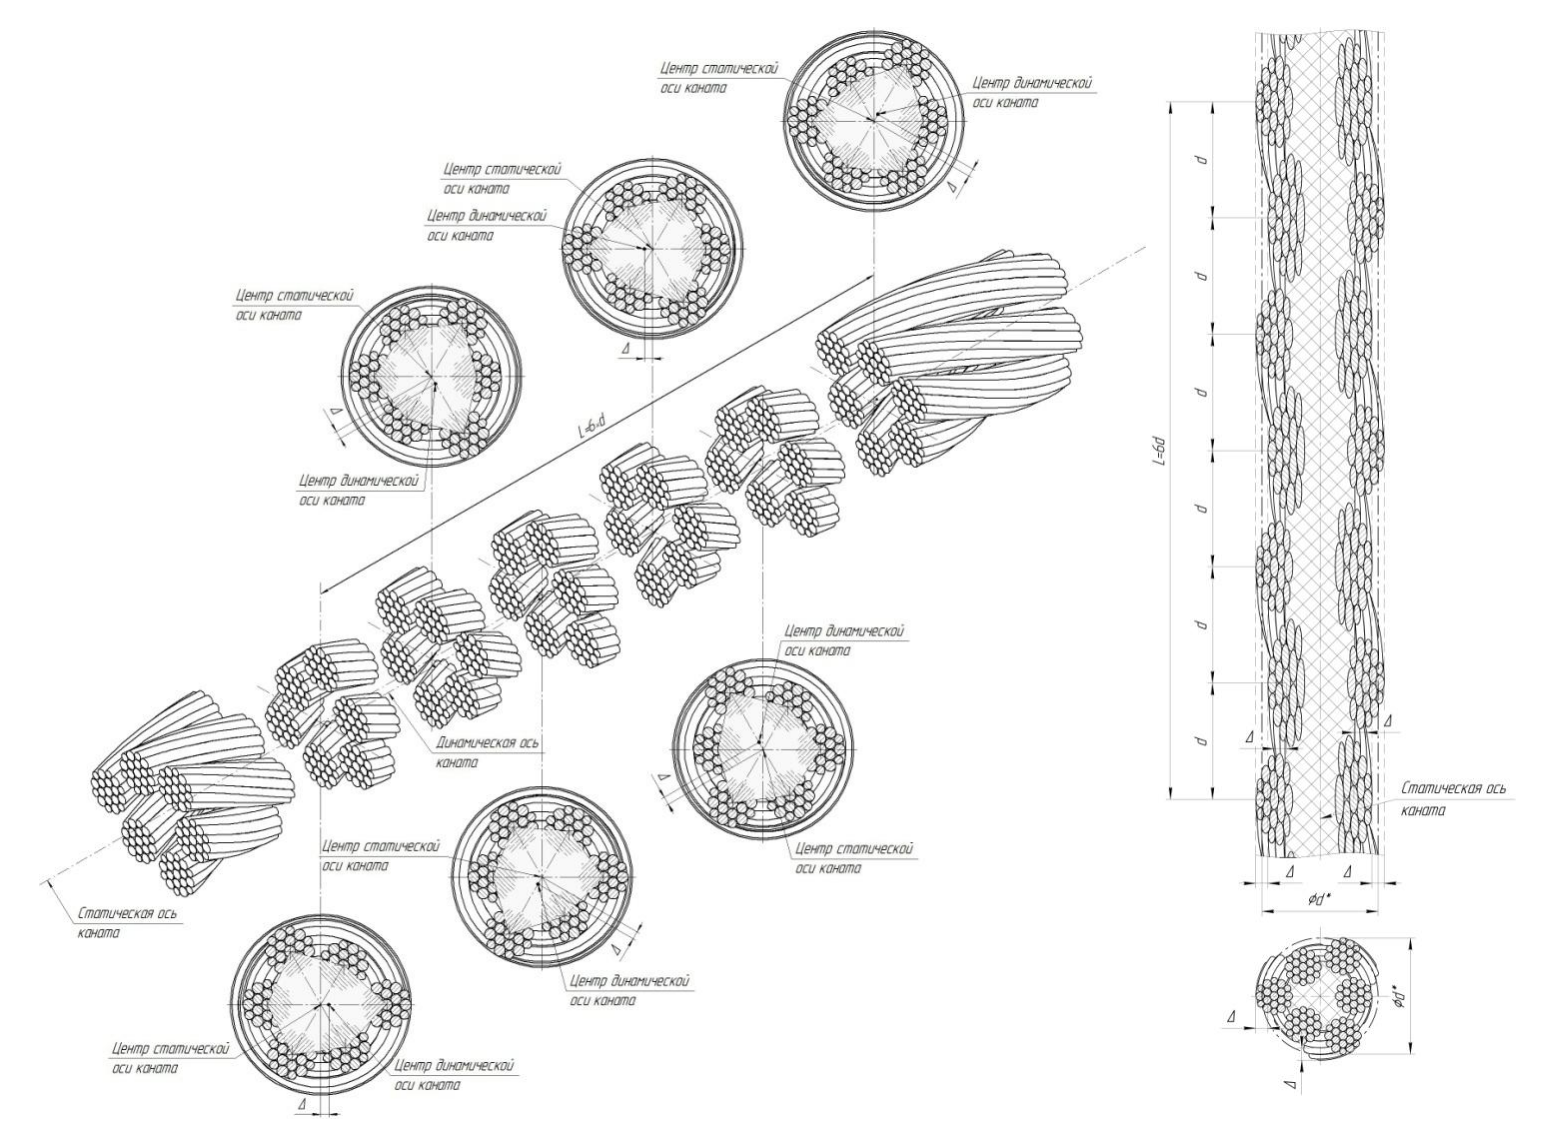 Центр статической
оси каната
Центр динамической
оси каната
Δ
Центр статической
оси каната
Центр динамической
оси каната
Δ
Центр статической
оси каната
Δ
Центр динамической
оси каната
L=6×d
Центр динамической
оси каната
Δ
Центр статической
оси каната
Динамическая ось
каната
Центр статической
оси каната
Δ
Центр динамической
оси каната
Статическая ось
каната
Центр статической
оси каната
Центр динамической
оси каната
Δ
d
d
d
L=6d
d
d
d
Δ
Δ
Статическая ось
каната
Δ
Δ
Ød*
Ød*
Δ
Δ